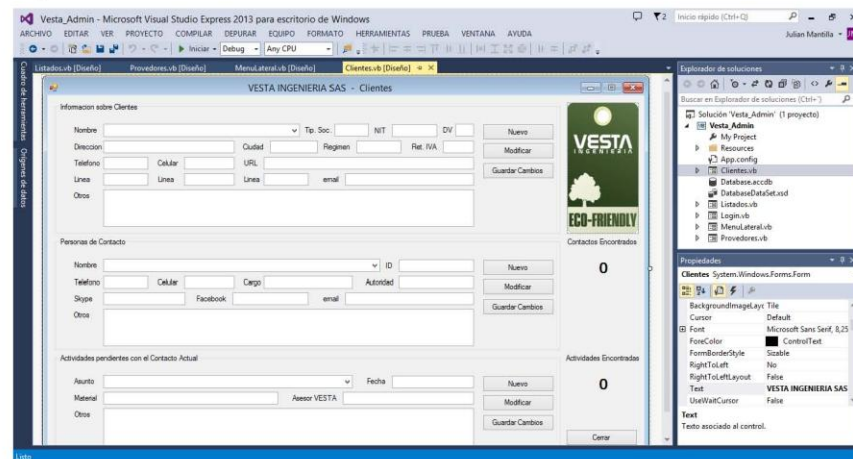 Vesta_Admin - Microsoft Visual Studio Express 2013 para escritorio de Windows
Inicio rápido (Ctrl+Q)
ARCHIVO EDITAR VER PROYECTO COMPILAR DEPURAR EQUIPO FORMATO HERRAMIENTAS PRUEBA VENTANA AYUDA
Julian Mantilla
Iniciar Debug Any CPU
Cuadro de herramientas
Orígenes de datos
Listados.vb [Diseño] Provedores.vb [Diseño] MenuLateral.vb [Diseño] Clientes.vb [Diseño]
VESTA INGENIERIA SAS - Clientes
Informacion sobre Clientes
Nombre Tip. Soc. NIT DV Nuevo
Direccion Ciudad Regimen Ret. IVA Modificar
Telefono Celular URL
Guardar Cambios
Linea Linea Linea email
Otros
VESTA
INGENIERIA
ECO-FRIENDLY
Personas de Contacto
Contactos Encontrados
Nombre ID Nuevo
0
Telefono Celular Cargo Autoridad Modificar
Skype Facebook email
Guardar Cambios
Otros
Actividades pendientes con el Contacto Actual
Actividades Encontradas
Asunto Fecha Nuevo
0
Material Asesor VESTA Modificar
Otros
Guardar Cambios
Cerrar
Explorador de soluciones
Buscar en Explorador de soluciones (Ctrl+')
Solución 'Vesta_Admin' (1 proyecto)
Vesta_Admin
My Project
Resources
App.config
Clientes.vb
Database.accdb
DatabaseDataSet.xsd
Listados.vb
Login.vb
MenuLateral.vb
Provedores.vb
Propiedades
Clientes System.Windows.Forms.Form
BackgroundImageLayc Tile
Cursor Default
Font Microsoft Sans Serif, 8,25
ForeColor ControlText
FormBorderStyle Sizable
RightToLeft No
RightToLeftLayout False
Text VESTA INGENIERIA SAS
UseWaitCursor False
Text
Texto asociado al control.
Listo